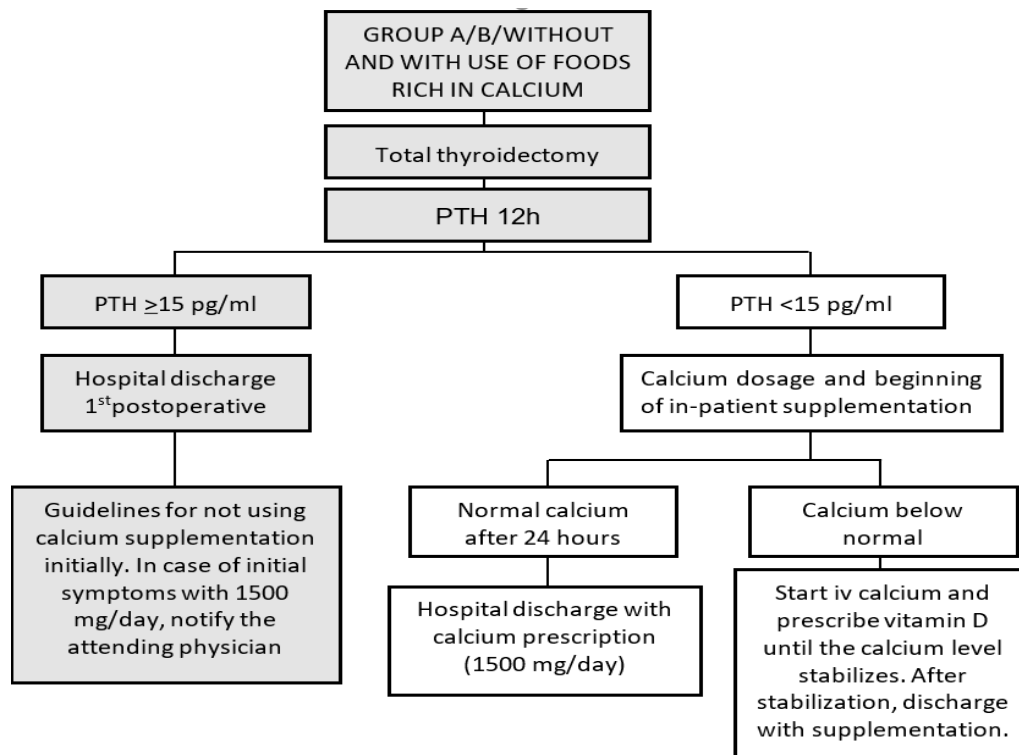 GROUP A/B/WITHOUT
AND WITH USE OF FOODS
RICH IN CALCIUM
Total thyroidectomy
PTH 12h
PTH ≥15 pg/ml
PTH <15 pg/ml
Hospital discharge
1st postoperative
Calcium dosage and beginning
of in-patient supplementation
Guidelines for not using
calcium supplementation
initially. In case of initial
symptoms with 1500
mg/day, notify the
attending physician
Normal calcium
after 24 hours
Calcium below
normal
Hospital discharge with
calcium prescription
(1500 mg/day)
Start iv calcium and
prescribe vitamin D
until the calcium level
stabilizes. After
stabilization, discharge
with supplementation.